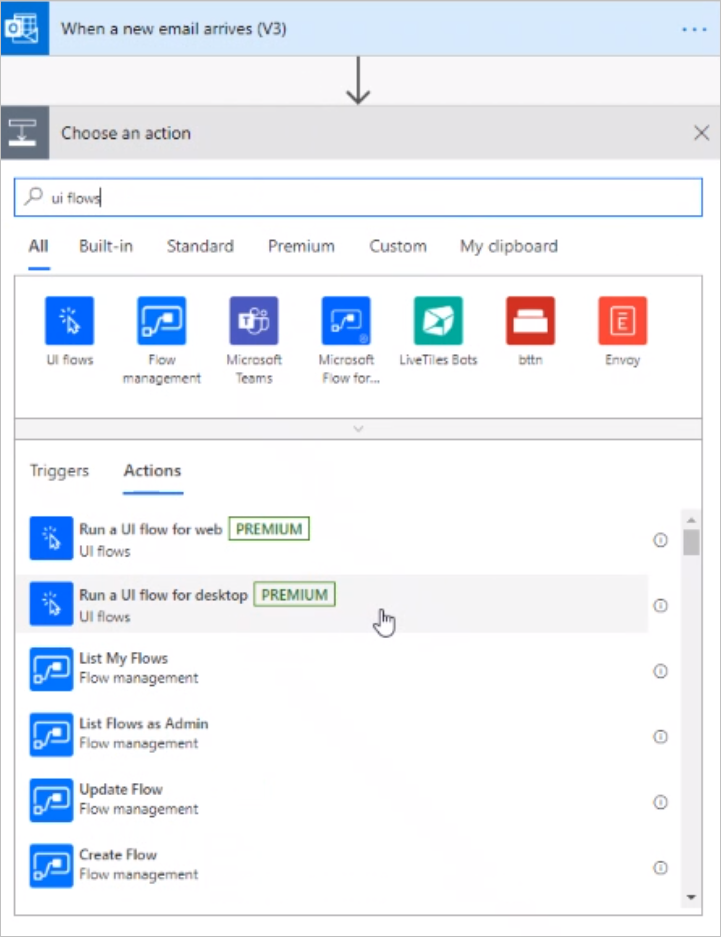 When a new email arrives (V3)
Choose an action
ui flows
All Built-in Standard Premium Custom My clipboard
UI flows
Flow
management
Microsoft
Teams
Microsoft
Flow for...
LiveTiles Bots
bttn
Envoy
Triggers Actions
Run a UI flow for web PREMIUM
UI flows
Run a UI flow for desktop PREMIUM
UI flows
List My Flows
Flow management
List Flows as Admin
Flow management
Update Flow
Flow management
Create Flow
Flow management